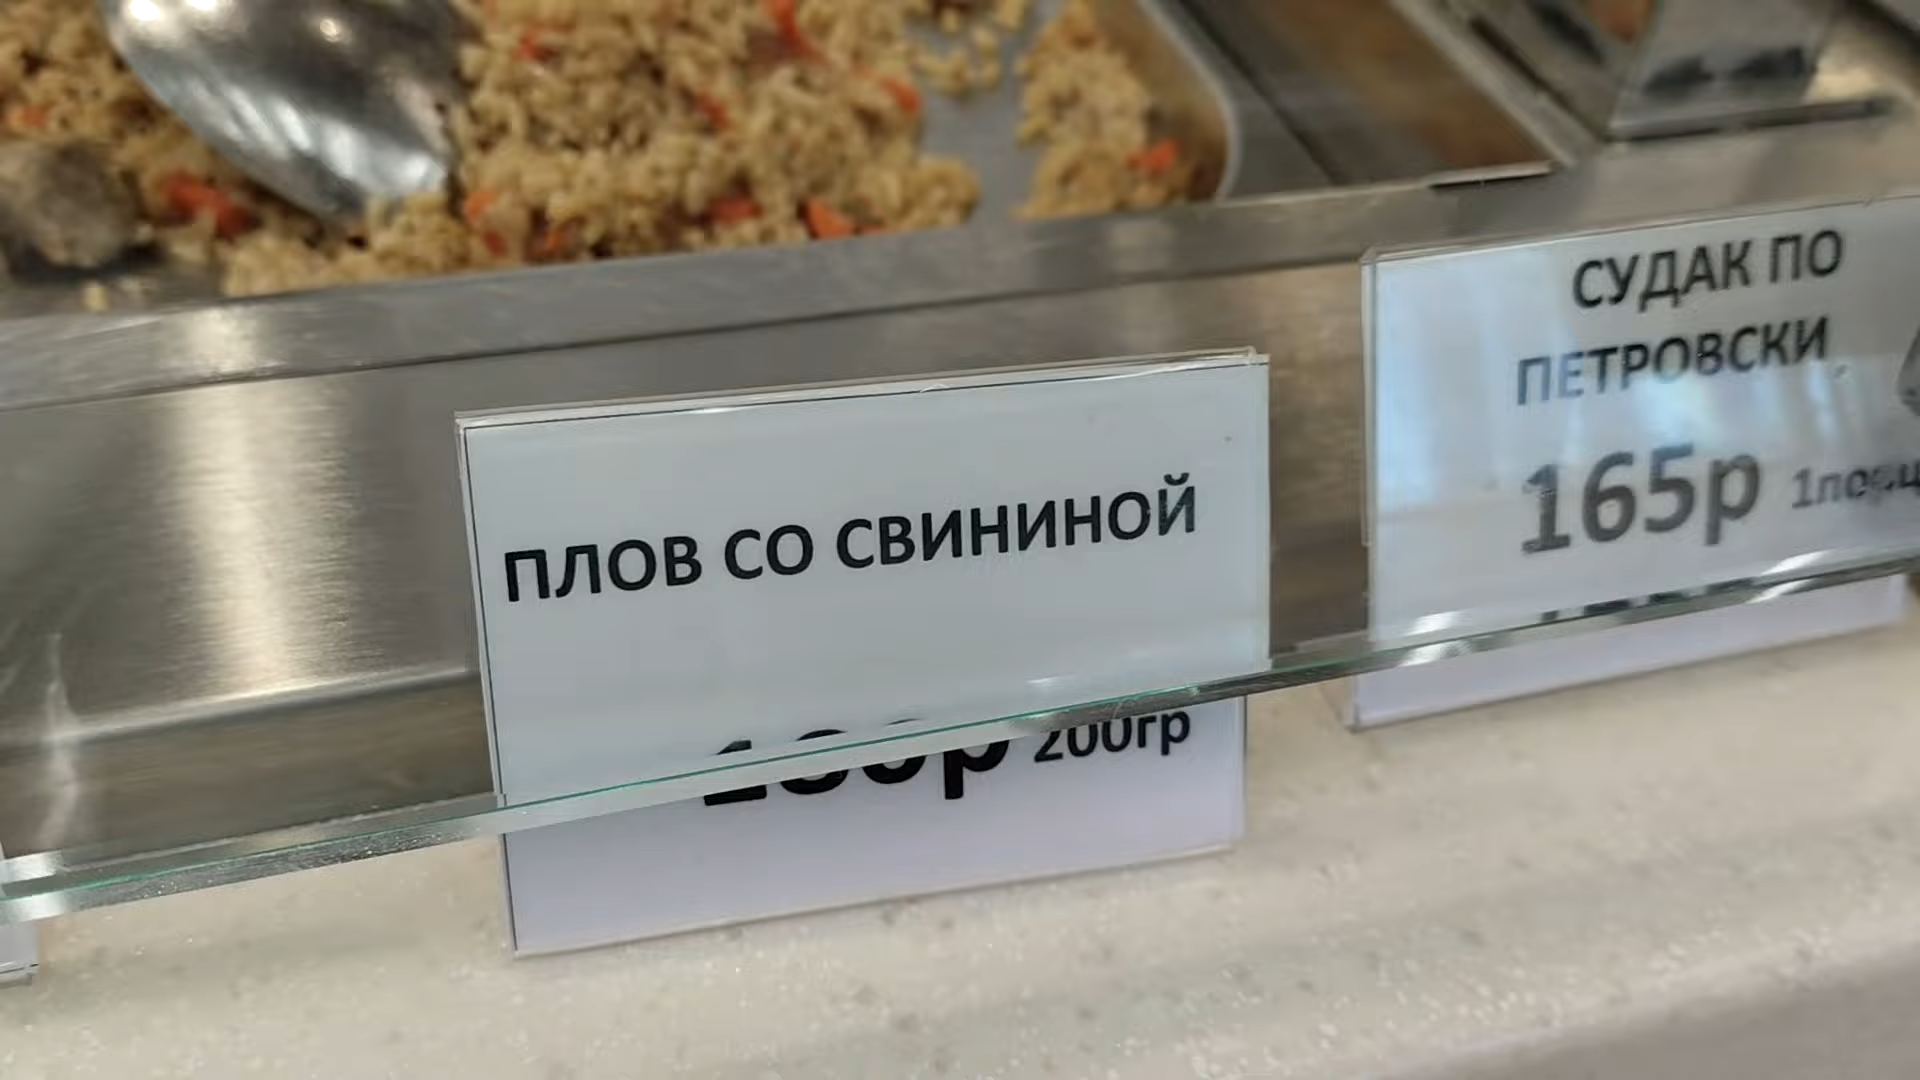 ПЛОВ СО СВИНИНОЙ
200гр
СУДАК ПО
ПЕТРОВСКИ
165р